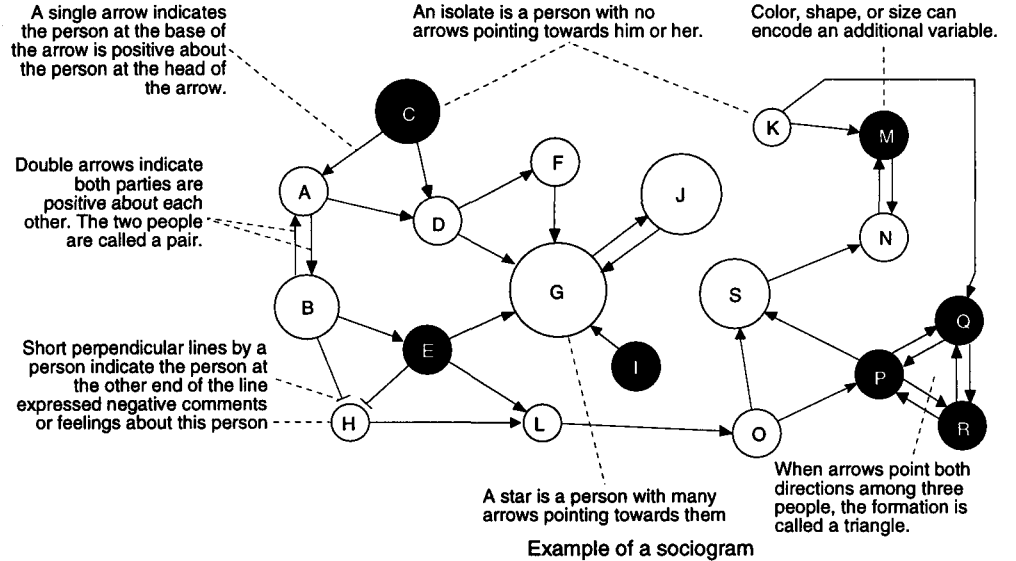 A single arrow indicates
the person at the base of
the arrow is positive about
the person at the head of
the arrow.
An isolate is a person with no
arrows pointing towards him or her.
Color, shape, or size can
encode an additional variable.
C
K
M
Double arrows indicate
both parties are
positive about each
other. The two people
are called a pair.
A
F
J
D
N
B
G
S
Q
E
I
P
Short perpendicular lines by a
person indicate the person at
the other end of the line
expressed negative comments
or feelings about this person
H
L
O
R
A star is a person with many
arrows pointing towards them
When arrows point both
directions among three
people, the formation is
called a triangle.
Example of a sociogram